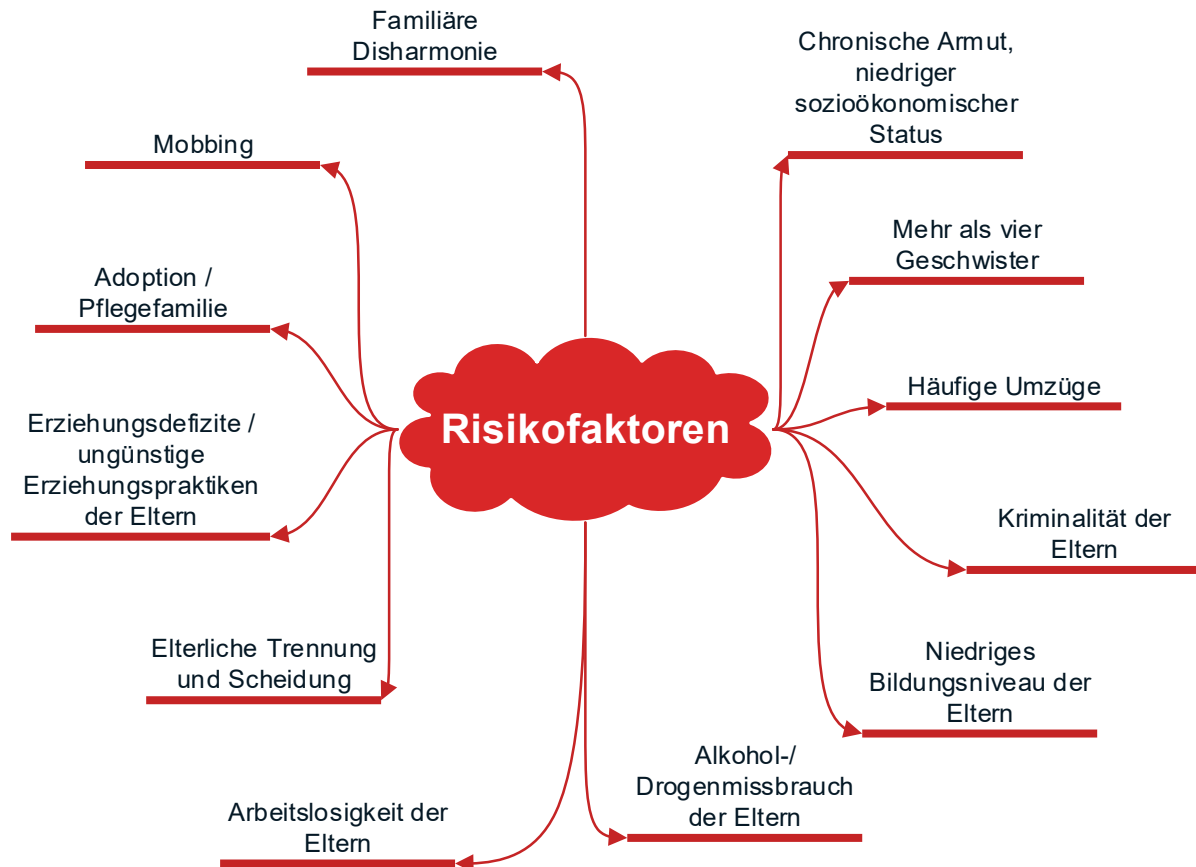 Familiäre
Disharmonie
Chronische Armut,
niedriger
sozioökonomischer
Status
Mobbing
Mehr als vier
Geschwister
Adoption /
Pflegefamilie
Häufige Umzüge
Risikofaktoren
Erziehungsdefizite /
ungünstige
Erziehungspraktiken
der Eltern
Kriminalität der
Eltern
Elterliche Trennung
und Scheidung
Niedriges
Bildungsniveau der
Eltern
Alkohol-/
Drogenmissbrauch
der Eltern
Arbeitslosigkeit der
Eltern